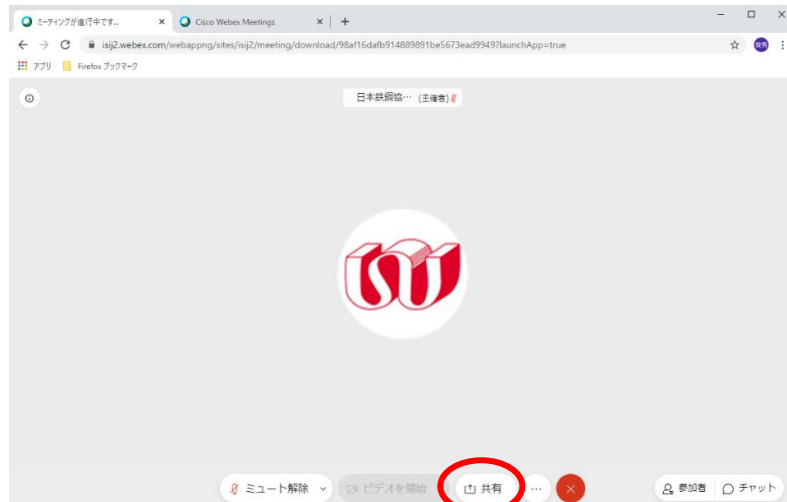 ミーティングが進行中です...
Cisco Webex Meetings
isij2.webex.com/webappng/sites/isij2/meeting/download/98af16dafb914889891be5673ead9949?launchApp=true
俊秀
アプリ Firefox ブックマーク
日本鉄鋼協… (主催者)
ミュート解除
ビデオを開始
共有
参加者
チャット